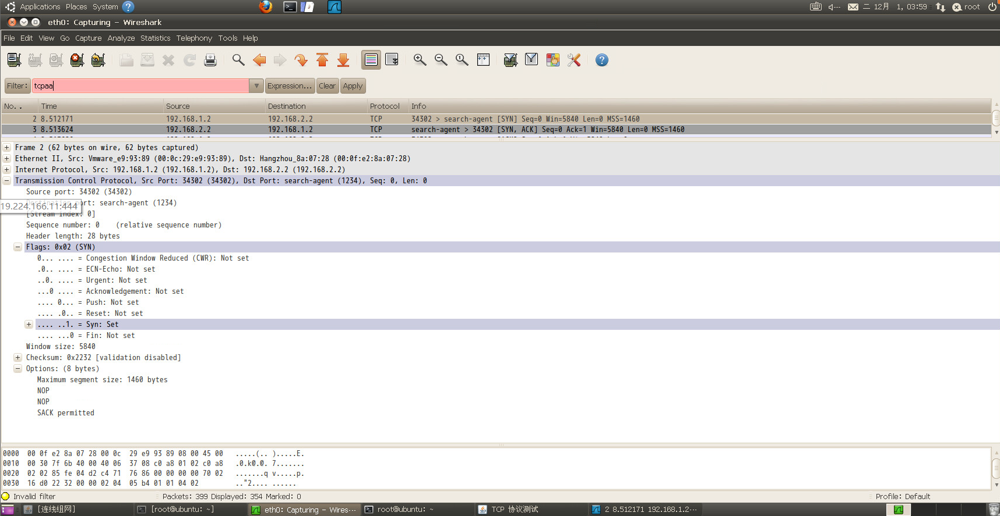 Applications Places System
二 12月 1, 03:59 root
eth0: Capturing - Wireshark
File Edit View Go Capture Analyze Statistics Telephony Tools Help
Filter: tcpaa Expression... Clear Apply
No. . Time Source Destination Protocol Info
2 8.512171 192.168.1.2 192.168.2.2 TCP 34302 > search-agent [SYN] Seq=0 Win=5840 Len=0 MSS=1460
3 8.513624 192.168.2.2 192.168.1.2 TCP search-agent > 34302 [SYN, ACK] Seq=0 Ack=1 Win=5840 Len=0 MSS=1460
Frame 2 (62 bytes on wire, 62 bytes captured)
Ethernet II, Src: Vmware_e9:93:89 (00:0c:29:e9:93:89), Dst: Hangzhou_8a:07:28 (00:0f:e2:8a:07:28)
Internet Protocol, Src: 192.168.1.2 (192.168.1.2), Dst: 192.168.2.2 (192.168.2.2)
Transmission Control Protocol, Src Port: 34302 (34302), Dst Port: search-agent (1234), Seq: 0, Len: 0
Source port: 34302 (34302)
Destination port: search-agent (1234)
19.224.166.11:444
[Stream index: 0]
Sequence number: 0 (relative sequence number)
Header length: 28 bytes
Flags: 0x02 (SYN)
0... .... = Congestion Window Reduced (CWR): Not set
.0.. .... = ECN-Echo: Not set
..0. .... = Urgent: Not set
...0 .... = Acknowledgement: Not set
.... 0... = Push: Not set
.... .0.. = Reset: Not set
.... ..1. = Syn: Set
.... ...0 = Fin: Not set
Window size: 5840
Checksum: 0x2232 [validation disabled]
Options: (8 bytes)
Maximum segment size: 1460 bytes
NOP
NOP
SACK permitted
0000 00 0f e2 8a 07 28 00 0c 29 e9 93 89 08 00 45 00 .....(.. ).....E.
0010 00 30 7f 6b 40 00 40 06 37 08 c0 a8 01 02 c0 a8 .0.k@.@. 7.......
0020 02 02 85 fe 04 d2 c4 71 76 86 00 00 00 00 70 02 .......q v.....p.
0030 16 d0 22 32 00 00 02 04 05 b4 01 01 04 02 .."2.... ......
Invalid filter Packets: 399 Displayed: 354 Marked: 0 Profile: Default
[连线组网] [root@ubuntu: ~] eth0: Capturing - Wires··· root@ubuntu: ~ TCP 协议测试 2 8.512171 192.168.1.2···